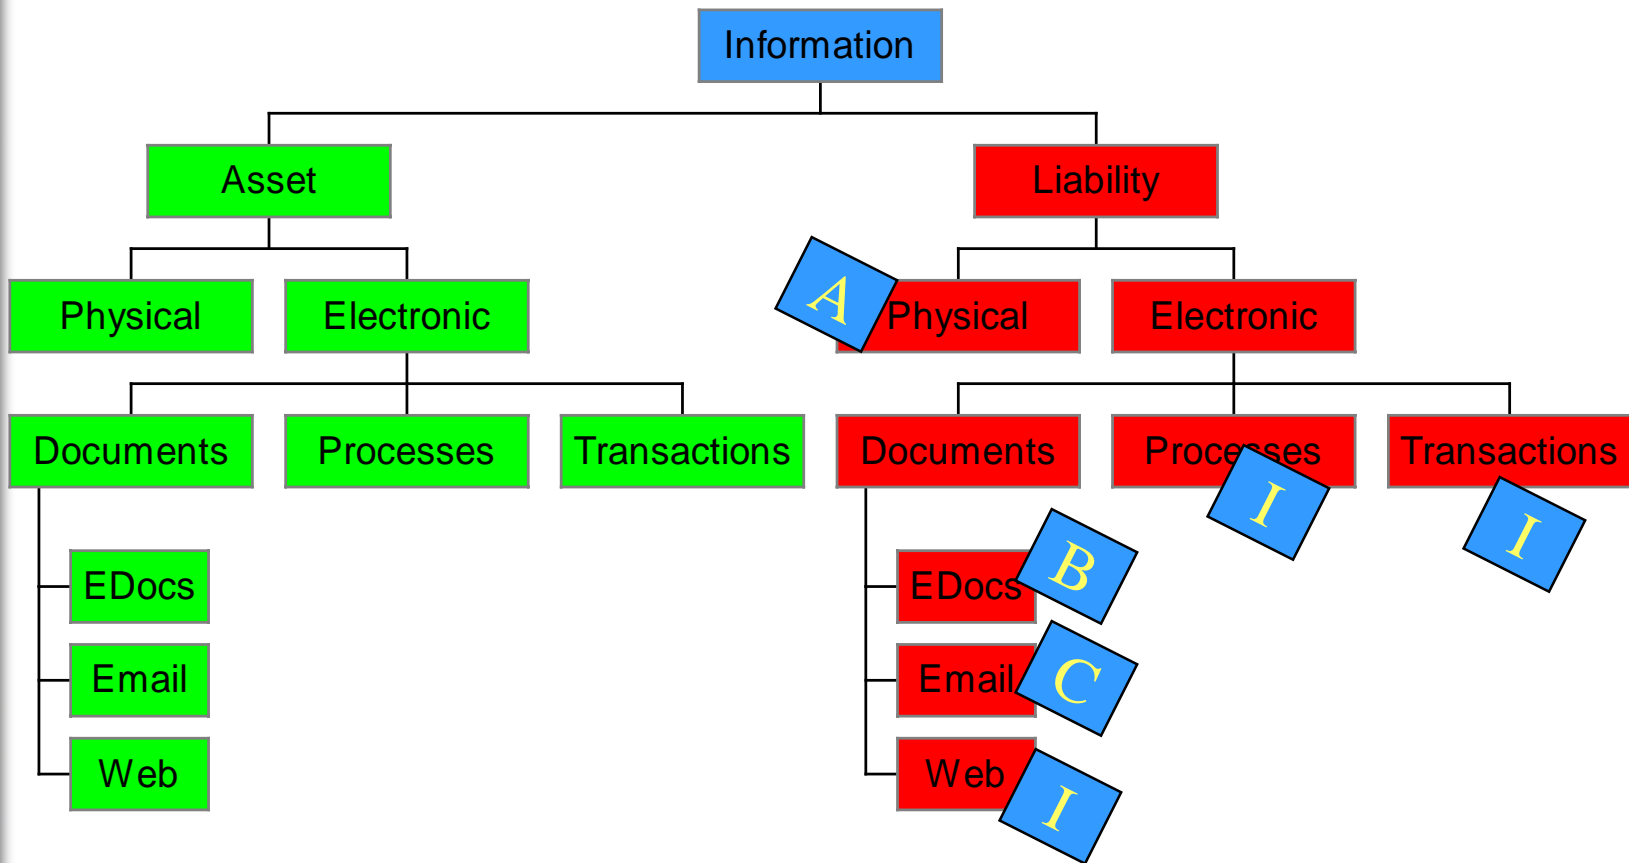 Information
Asset
Liability
Physical
Electronic
A
Physical
Electronic
Documents
Processes
Transactions
Documents
Processes
Transactions
I
I
EDocs
EDocs
B
Email
Email
C
Web
Web
I